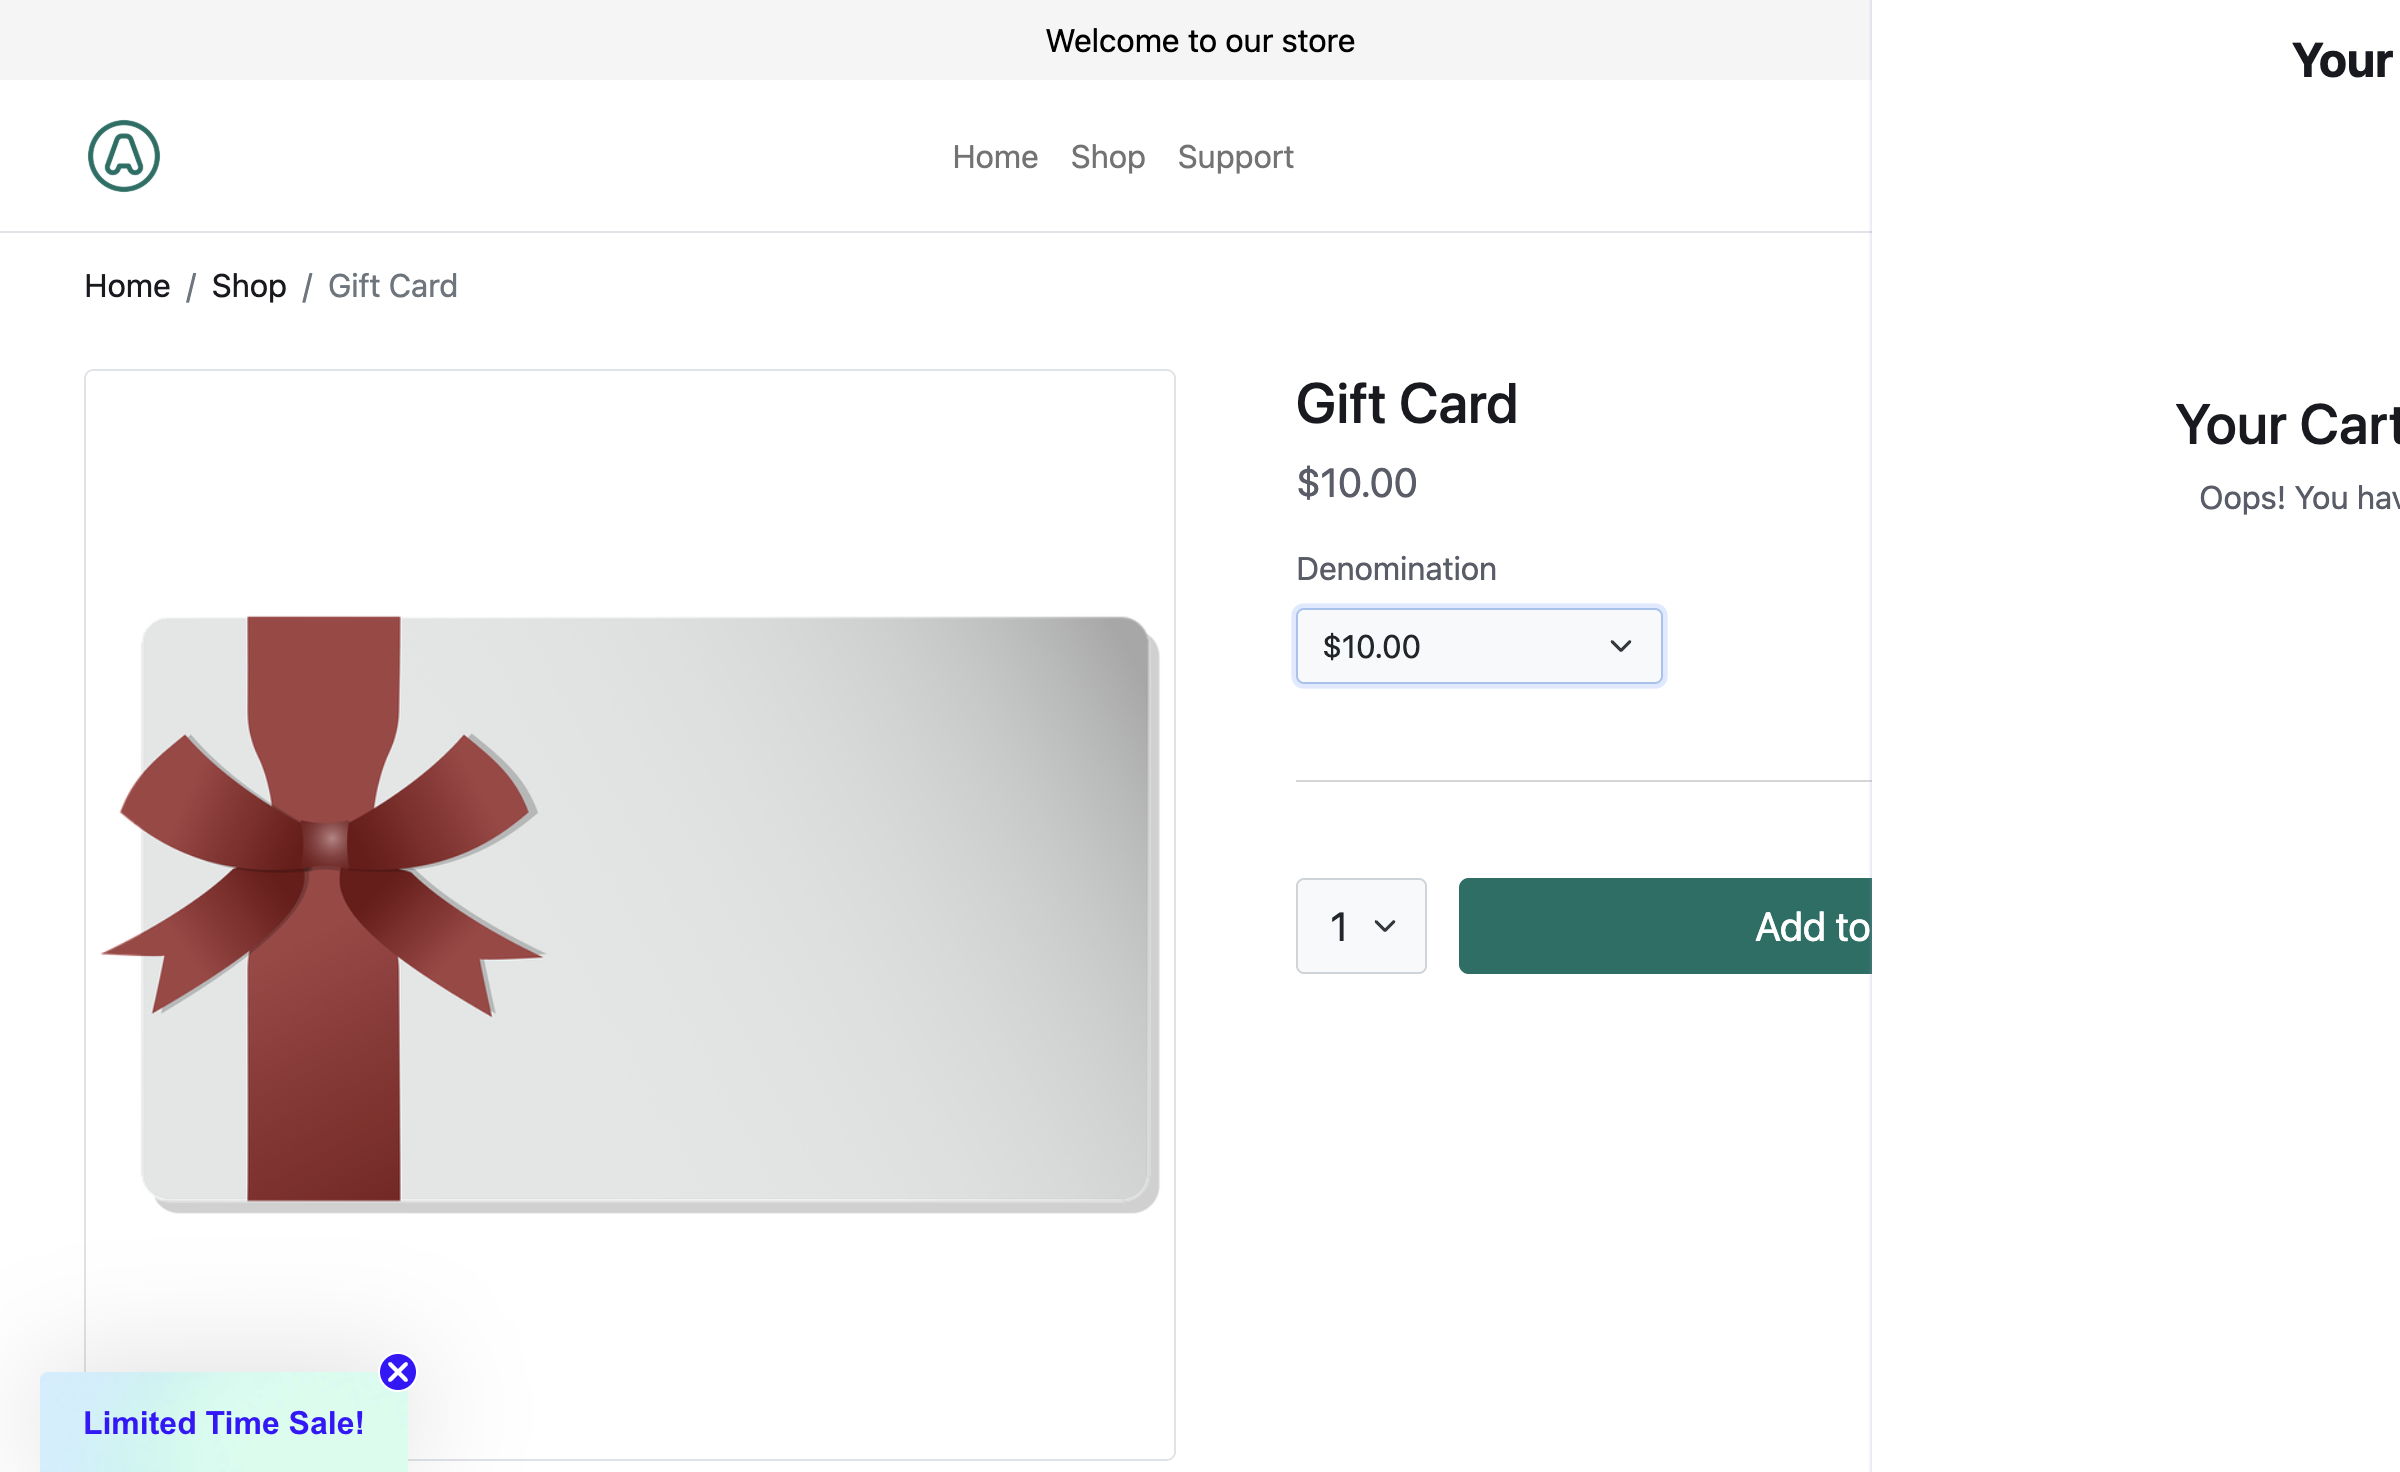 Welcome to our store
Your
Home Shop Support
Home / Shop / Gift Card
Gift Card
$10.00
Denomination
$10.00
1
Add to
Your Cart
Oops! You hav
Limited Time Sale!